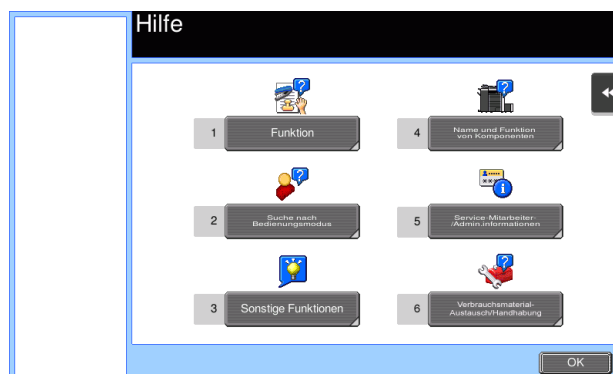 Hilfe
1 Funktion
4 Name und Funktion
von Komponenten
2 Suche nach
Bedienungsmodus
5 Service-Mitarbeiter-
/Admin.informationen
3 Sonstige Funktionen
6 Verbrauchsmaterial-
Austausch/Handhabung
OK